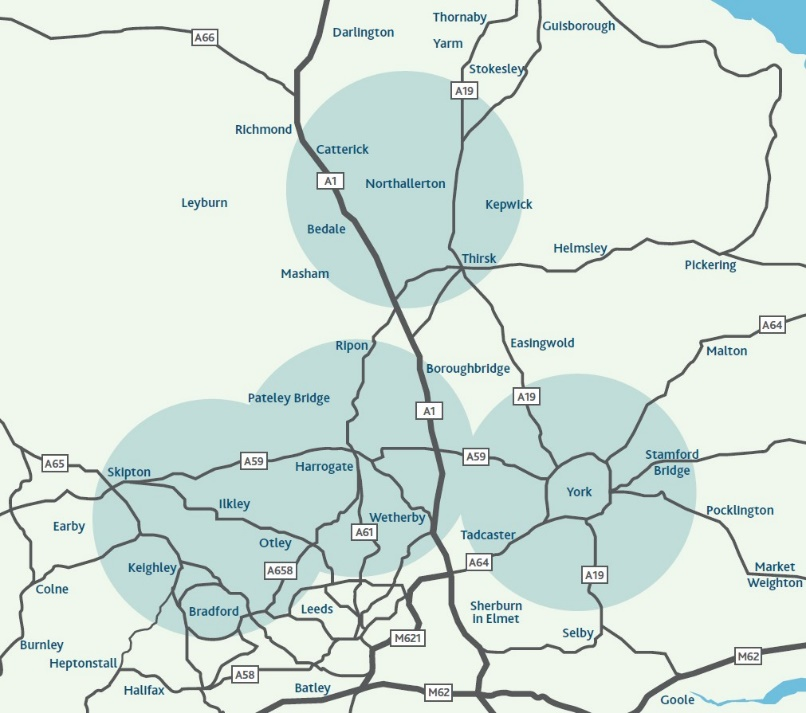 Thornaby
Darlington
Guisborough
A66
Yarm
Stokesley
A19
Richmond
Catterick
A1
Northallerton
Leyburn
Kepwick
Bedale
Helmsley
Thirsk
Masham
Pickering
A64
Ripon
Easingwold
Malton
Boroughbridge
Pateley Bridge
A19
A1
Stamford
Bridge
A65
A59
A59
Skipton
Harrogate
York
Ilkley
Wetherby
Pocklington
Earby
A61
Tadcaster
Otley
A64
Keighley
A658
A19
Market
Weighton
Colne
Bradford
Leeds
Sherburn
in Elmet
Selby
M621
Burnley
M62
Heptonstall
A58
Halifax
Batley
M62
Goole